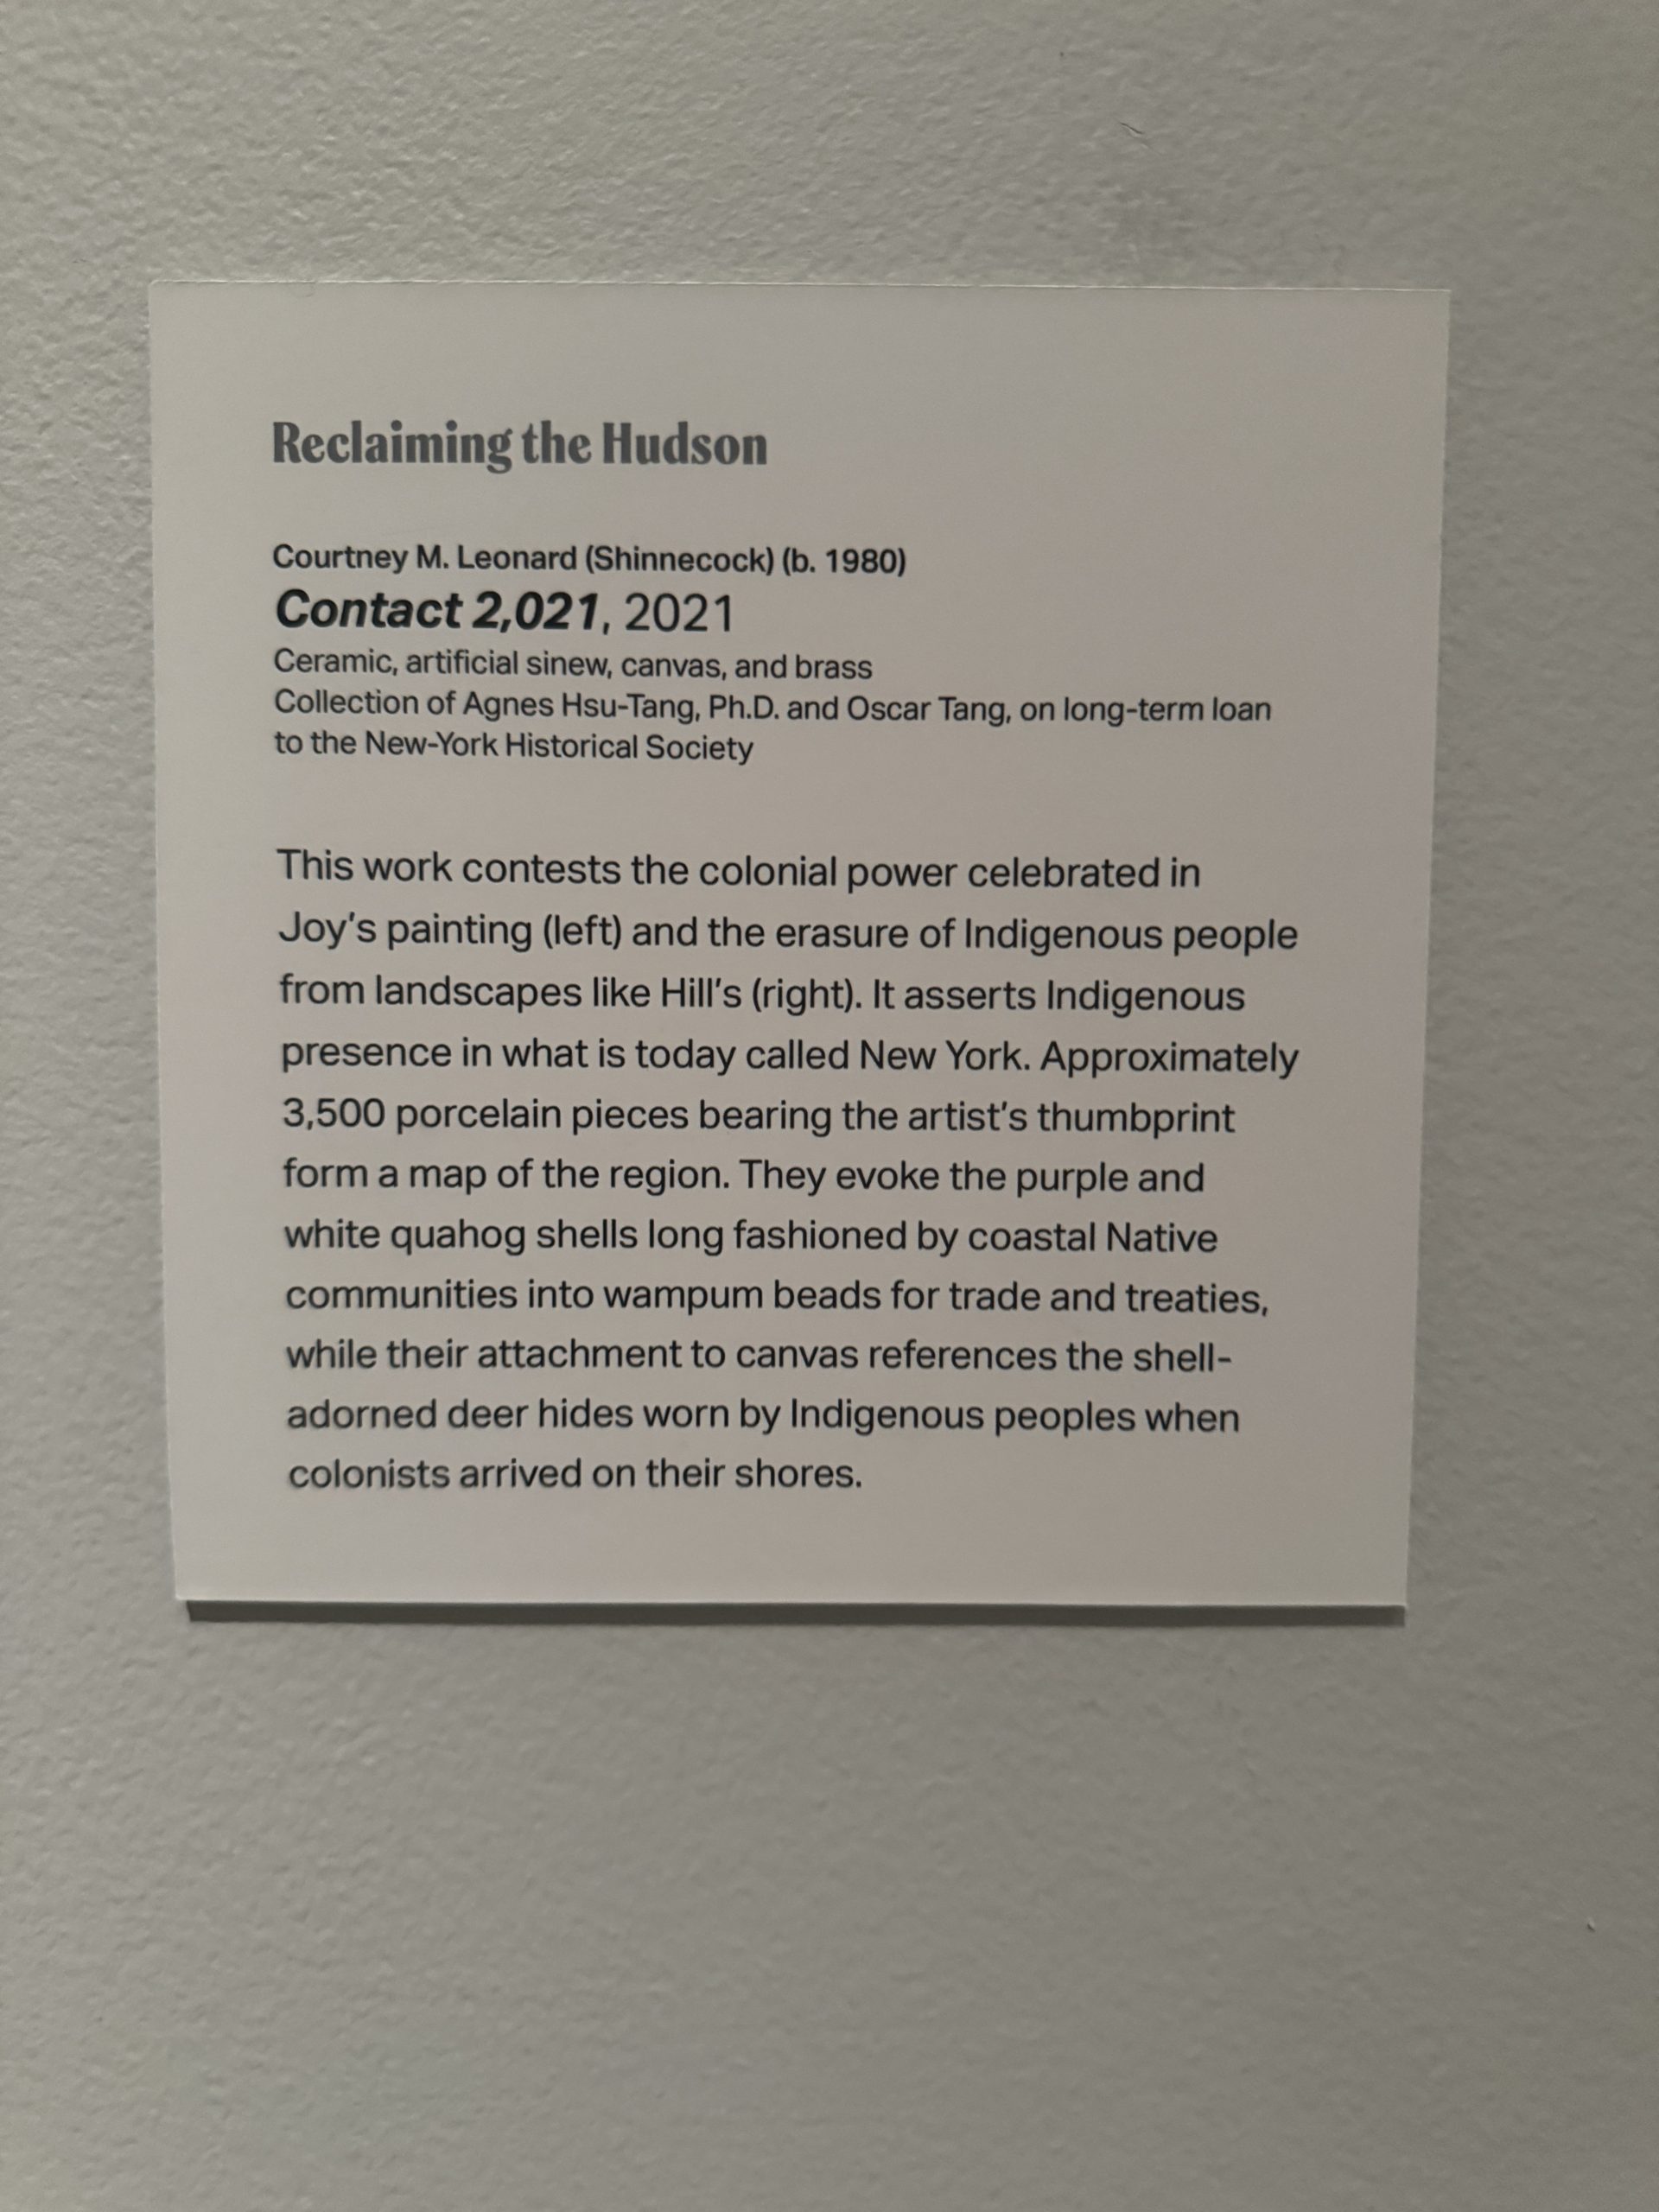 Reclaiming the Hudson
Courtney M. Leonard (Shinnecock) (b. 1980)
Contact 2,021, 2021
Ceramic, artificial sinew, canvas, and brass
Collection of Agnes Hsu-Tang, Ph.D. and Oscar Tang, on long-term loan
to the New-York Historical Society
This work contests the colonial power celebrated in
Joy's painting (left) and the erasure of Indigenous people
from landscapes like Hill's (right). It asserts Indigenous
presence in what is today called New York. Approximately
3,500 porcelain pieces bearing the artist's thumbprint
form a map of the region. They evoke the purple and
white quahog shells long fashioned by coastal Native
communities into wampum beads for trade and treaties,
while their attachment to canvas references the shell-
adorned deer hides worn by Indigenous peoples when
colonists arrived on their shores.